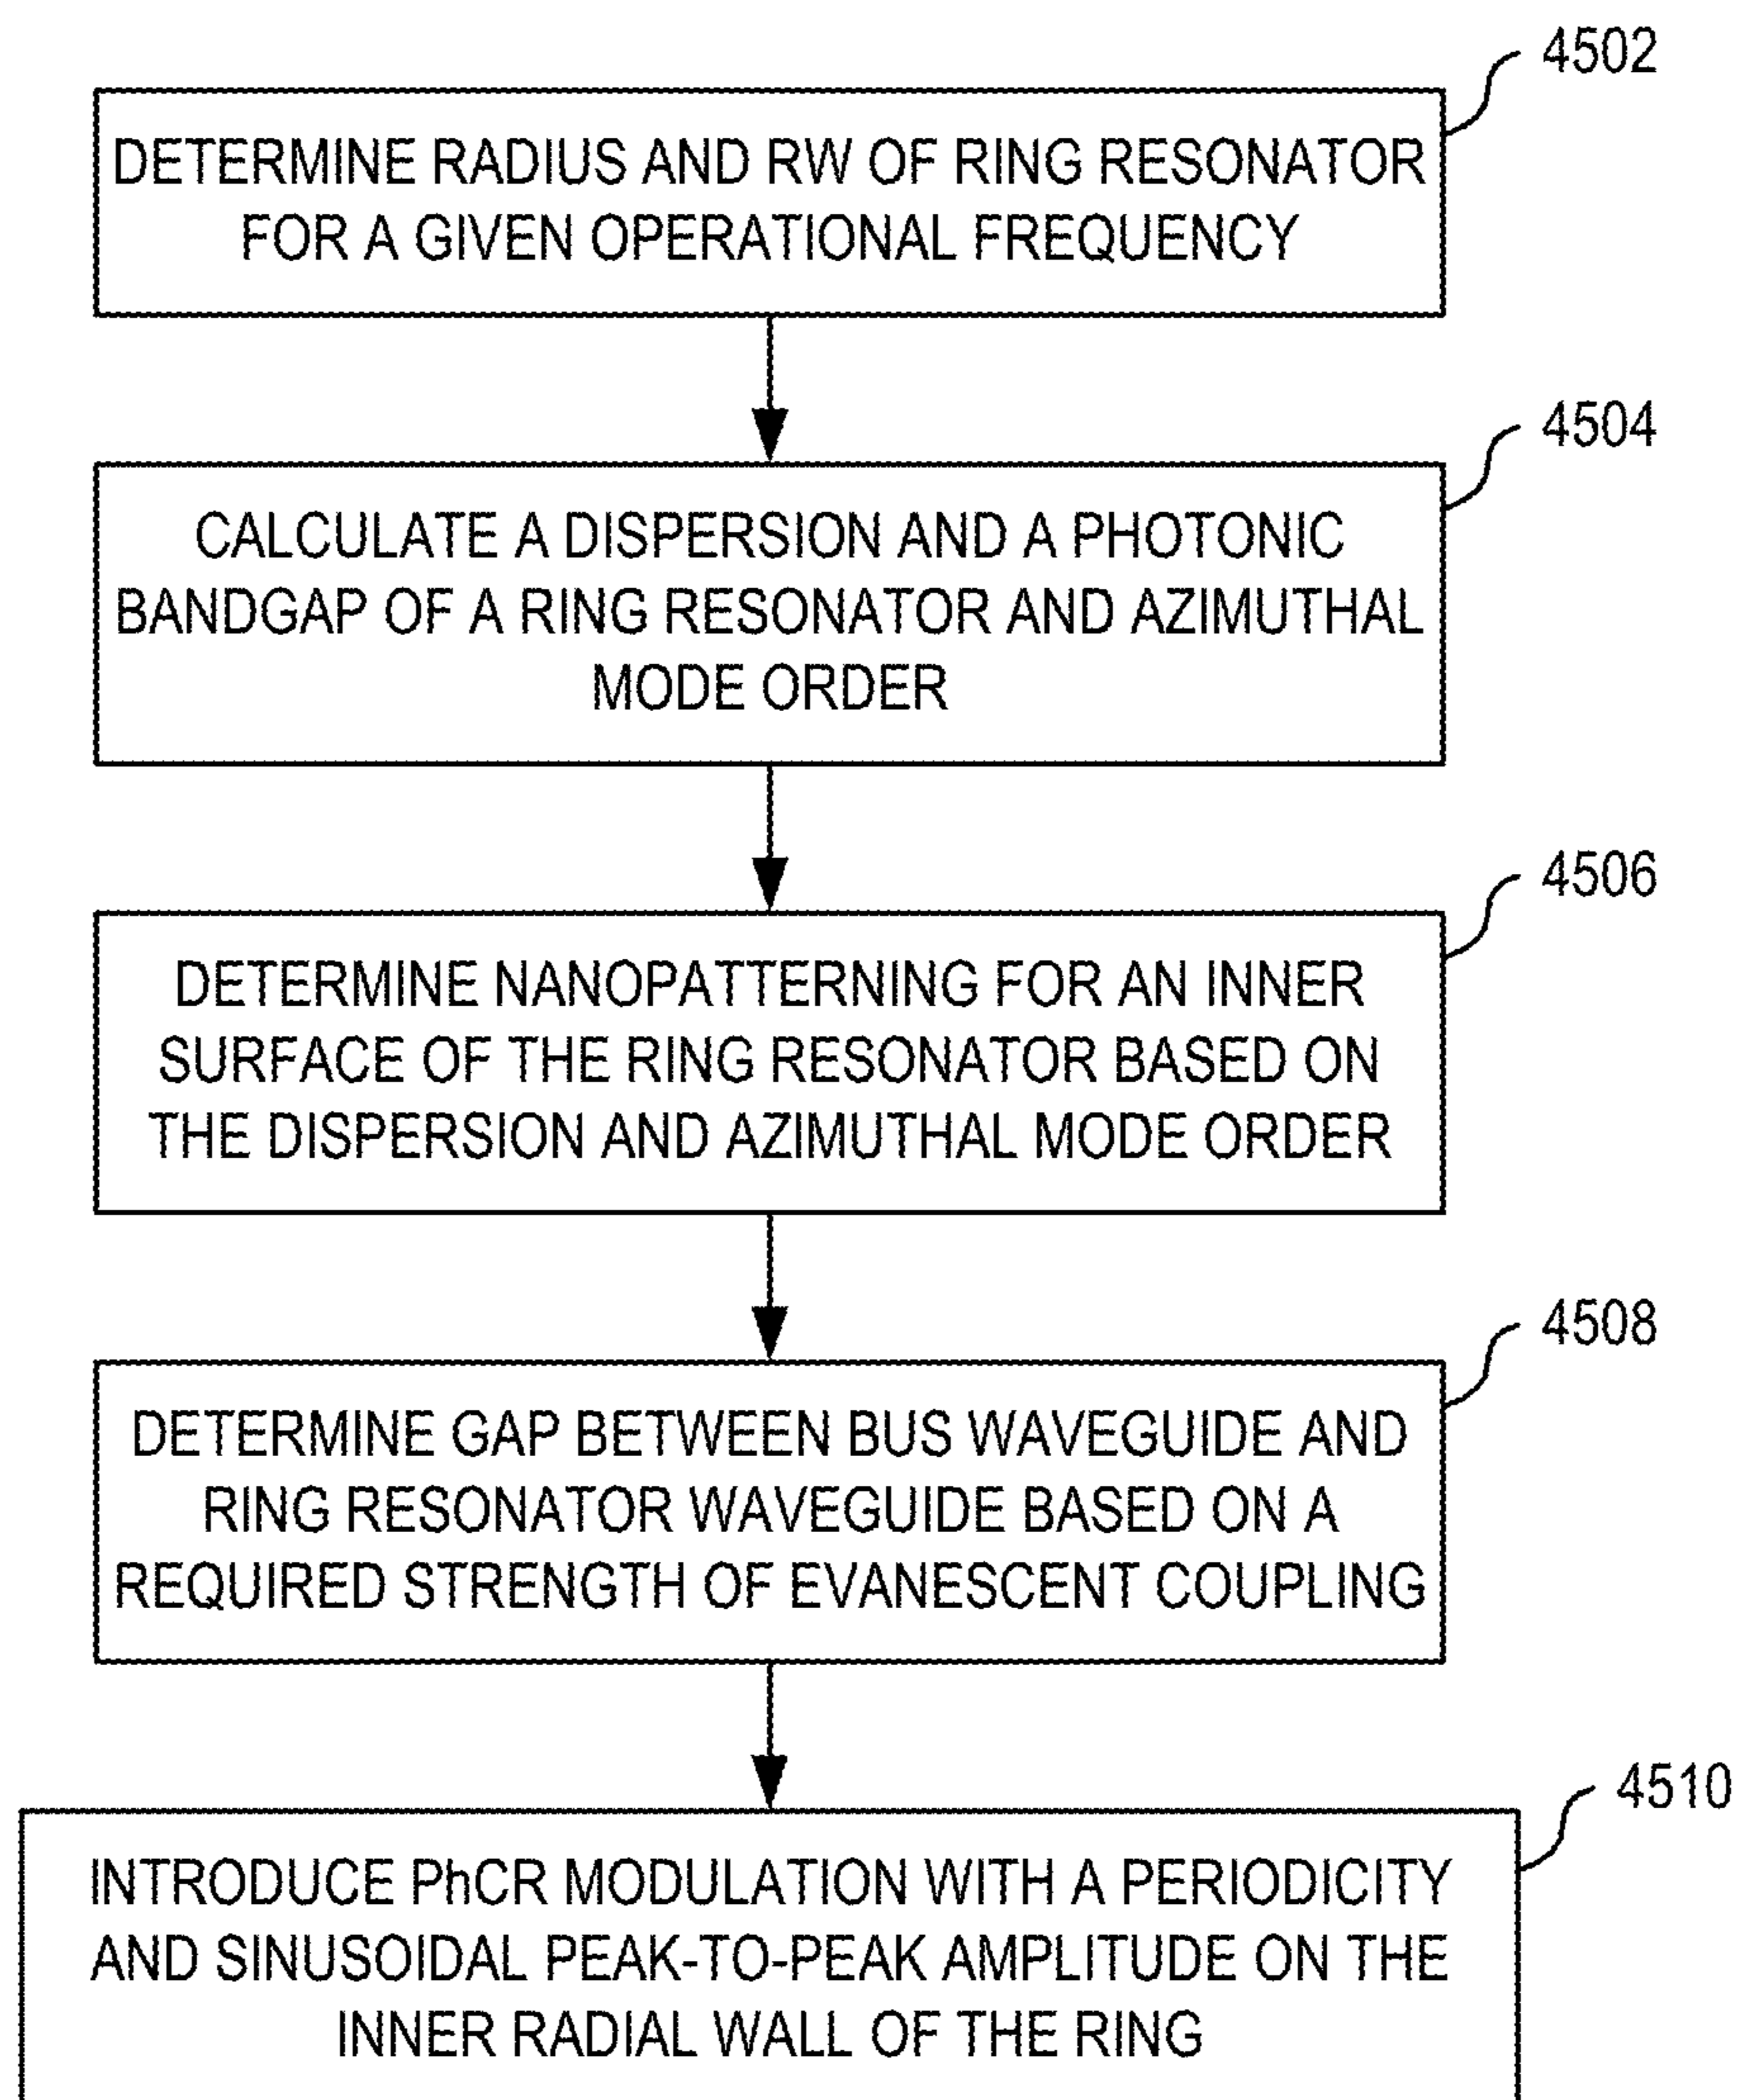 4502
DETERMINE RADIUS AND RW OF RING RESONATOR
FOR A GIVEN OPERATIONAL FREQUENCY
4504
CALCULATE A DISPERSION AND A PHOTONIC
BANDGAP OF A RING RESONATOR AND AZIMUTHAL
MODE ORDER
4506
DETERMINE NANOPATTERNING FOR AN INNER
SURFACE OF THE RING RESONATOR BASED ON
THE DISPERSION AND AZIMUTHAL MODE ORDER
4508
DETERMINE GAP BETWEEN BUS WAVEGUIDE AND
RING RESONATOR WAVEGUIDE BASED ON A
REQUIRED STRENGTH OF EVANESCENT COUPLING
4510
INTRODUCE PhCR MODULATION WITH A PERIODICITY
AND SINUSOIDAL PEAK-TO-PEAK AMPLITUDE ON THE
INNER RADIAL WALL OF THE RING